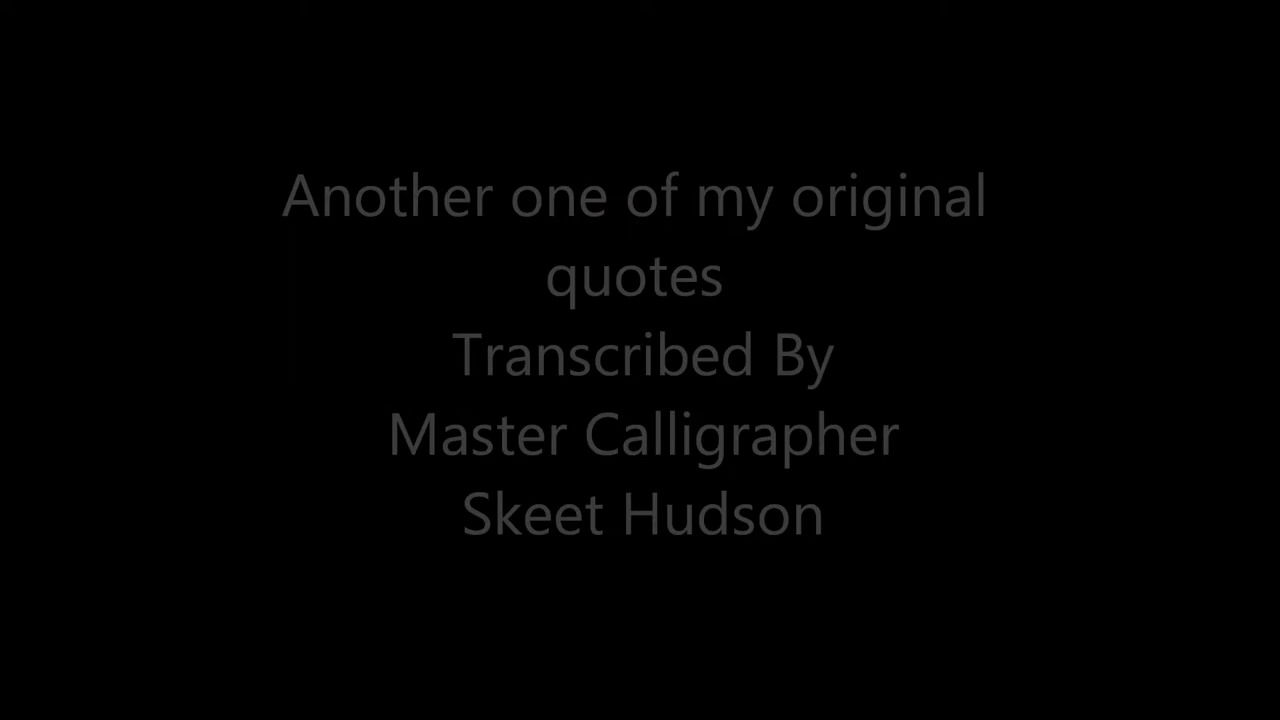 Another one of my original
quotes
Transcribed By
Master Calligrapher
Skeet Hudson